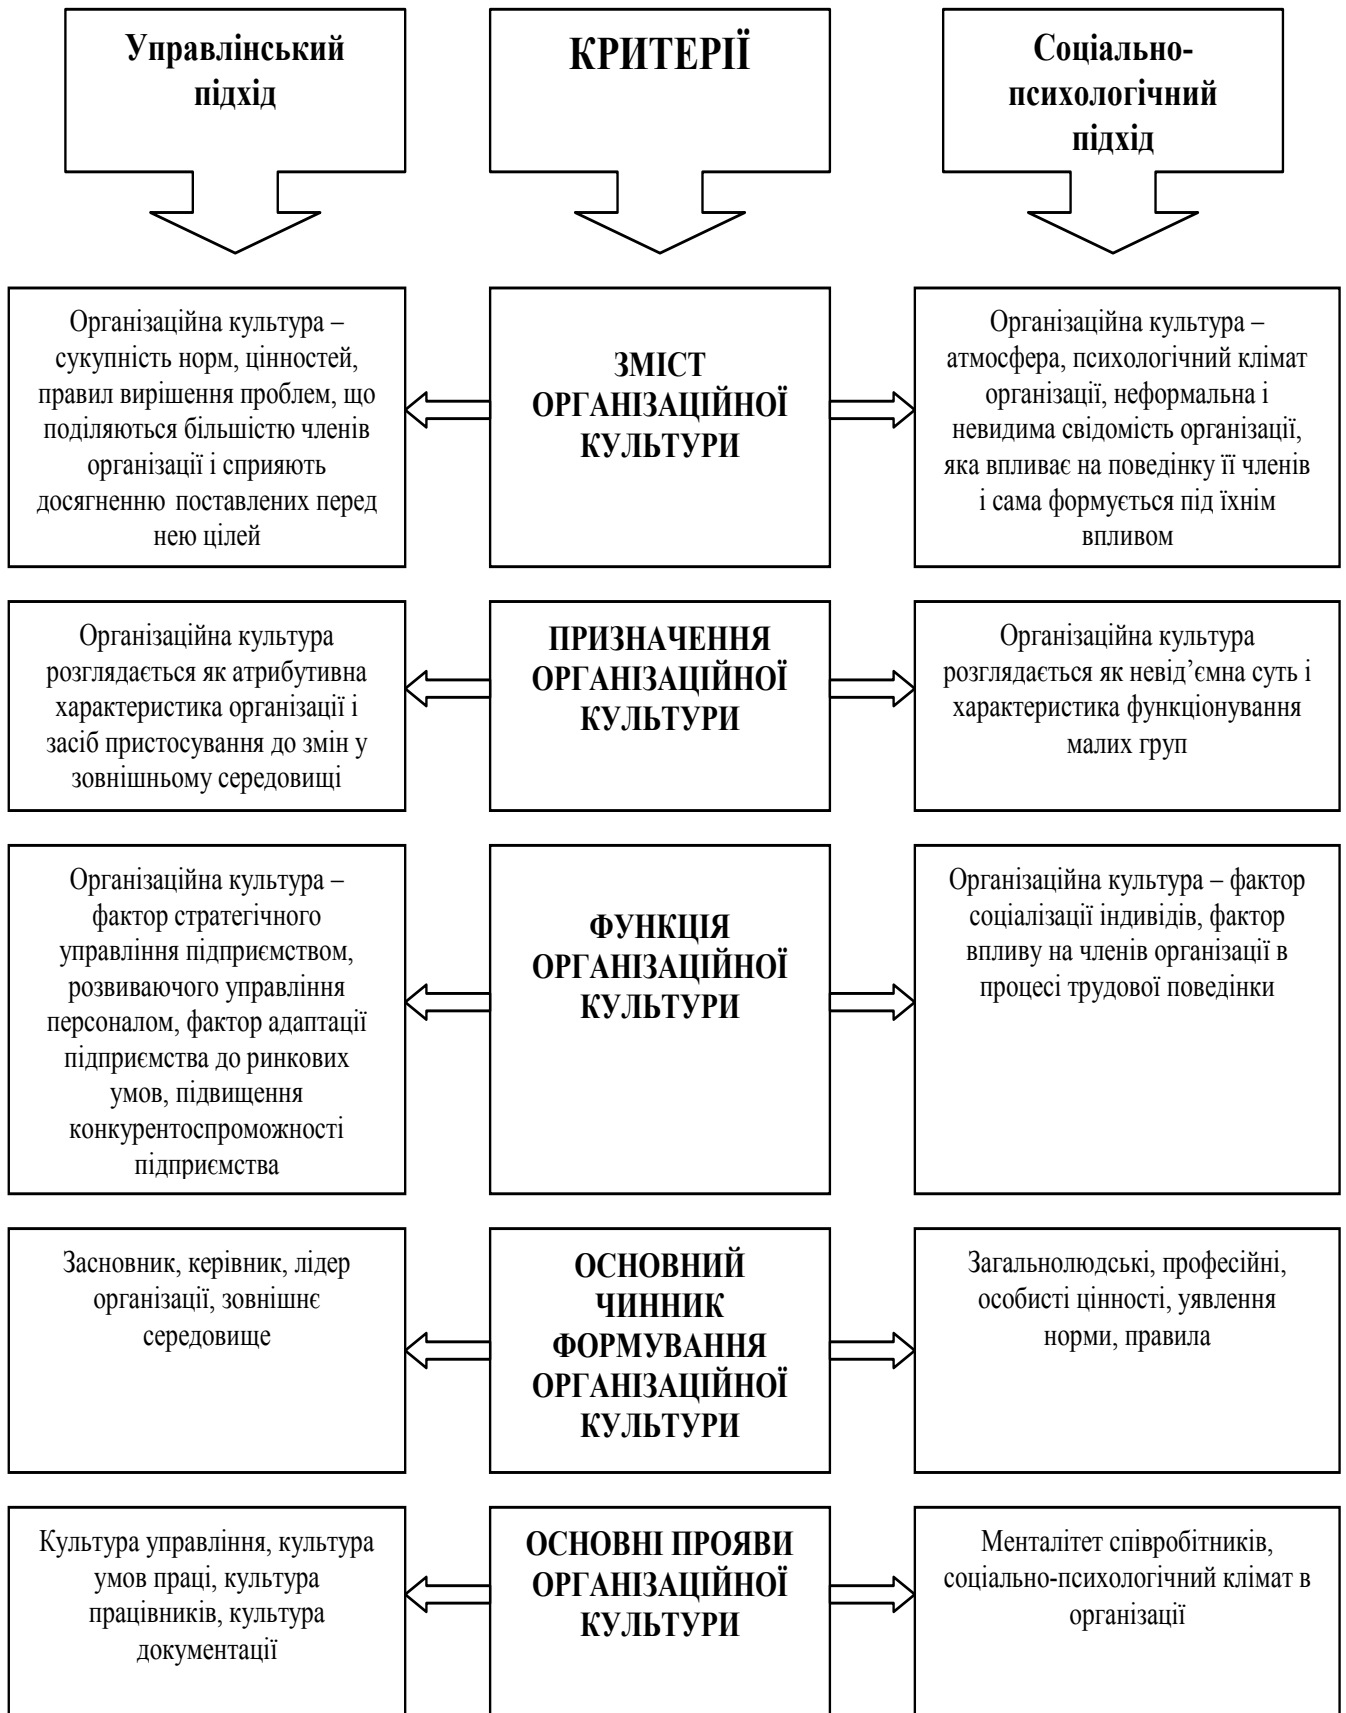 Управлінський
підхід
КРИТЕРІЇ
Соціально-
психологічний
підхід
Організаційна культура –
сукупність норм, цінностей,
правил вирішення проблем, що
поділяються більшістю членів
організації і сприяють
досягненню поставлених перед
нею цілей
ЗМІСТ
ОРГАНІЗАЦІЙНОЇ
КУЛЬТУРИ
Організаційна культура –
атмосфера, психологічний клімат
організації, неформальна і
невидима свідомість організації,
яка впливає на поведінку її членів
і сама формується під їхнім
впливом
Організаційна культура
розглядається як атрибутивна
характеристика організації і
засіб пристосування до змін у
зовнішньому середовищі
ПРИЗНАЧЕННЯ
ОРГАНІЗАЦІЙНОЇ
КУЛЬТУРИ
Організаційна культура
розглядається як невід’ємна суть і
характеристика функціонування
малих груп
Організаційна культура –
фактор стратегічного
управління підприємством,
розвиваючого управління
персоналом, фактор адаптації
підприємства до ринкових
умов, підвищення
конкурентоспроможності
підприємства
ФУНКЦІЯ
ОРГАНІЗАЦІЙНОЇ
КУЛЬТУРИ
Організаційна культура – фактор
соціалізації індивідів, фактор
впливу на членів організації в
процесі трудової поведінки
Засновник, керівник, лідер
організації, зовнішнє
середовище
ОСНОВНИЙ
ЧИННИК
ФОРМУВАННЯ
ОРГАНІЗАЦІЙНОЇ
КУЛЬТУРИ
Загальнолюдські, професійні,
особисті цінності, уявлення
норми, правила
Культура управління, культура
умов праці, культура
працівників, культура
документації
ОСНОВНІ ПРОЯВИ
ОРГАНІЗАЦІЙНОЇ
КУЛЬТУРИ
Менталітет співробітників,
соціально-психологічний клімат в
організації